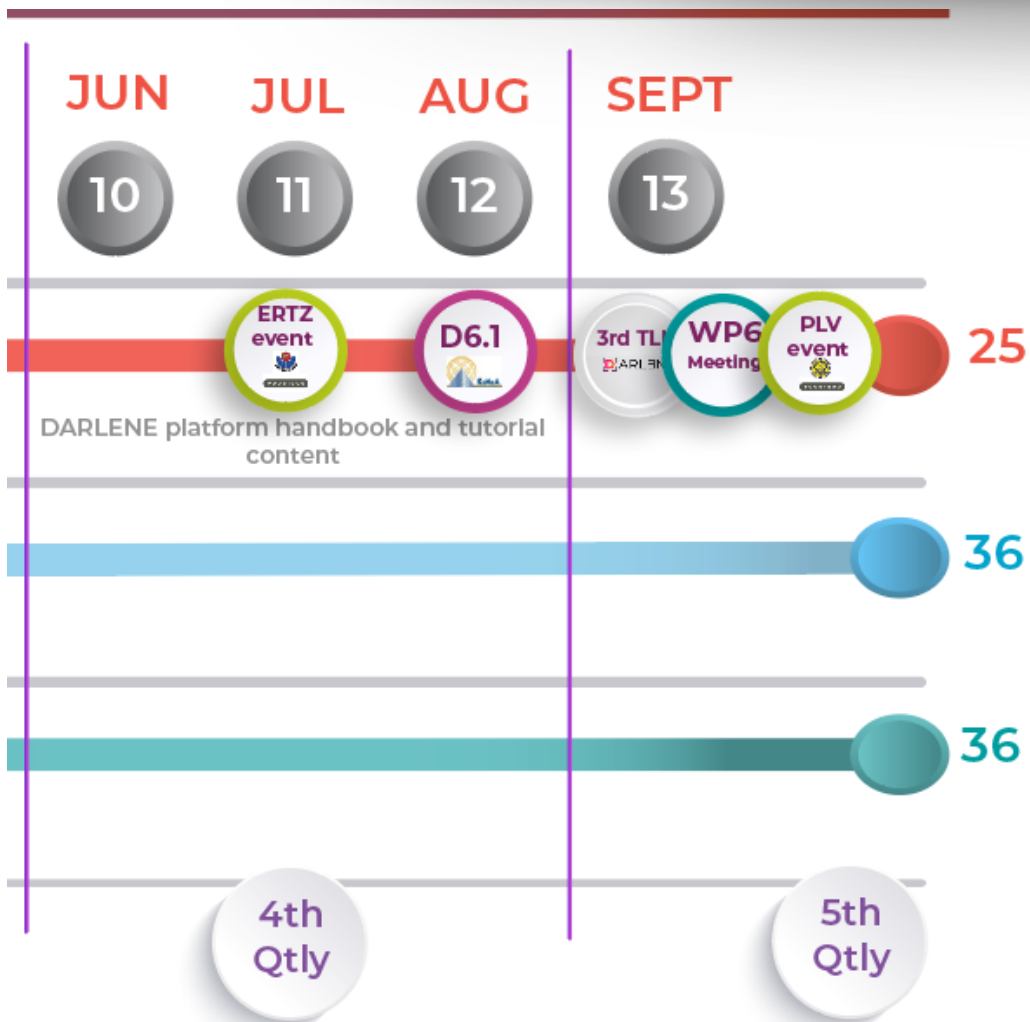 JUN
JUL
AUG
SEPT
10
11
12
13
ERTZ
event
D6.1
3rd TL
DARLEN
WP6
Meeting
PLV
event
25
DARLENE platform handbook and tutorial
content
36
36
4th
Qtly
5th
Qtly